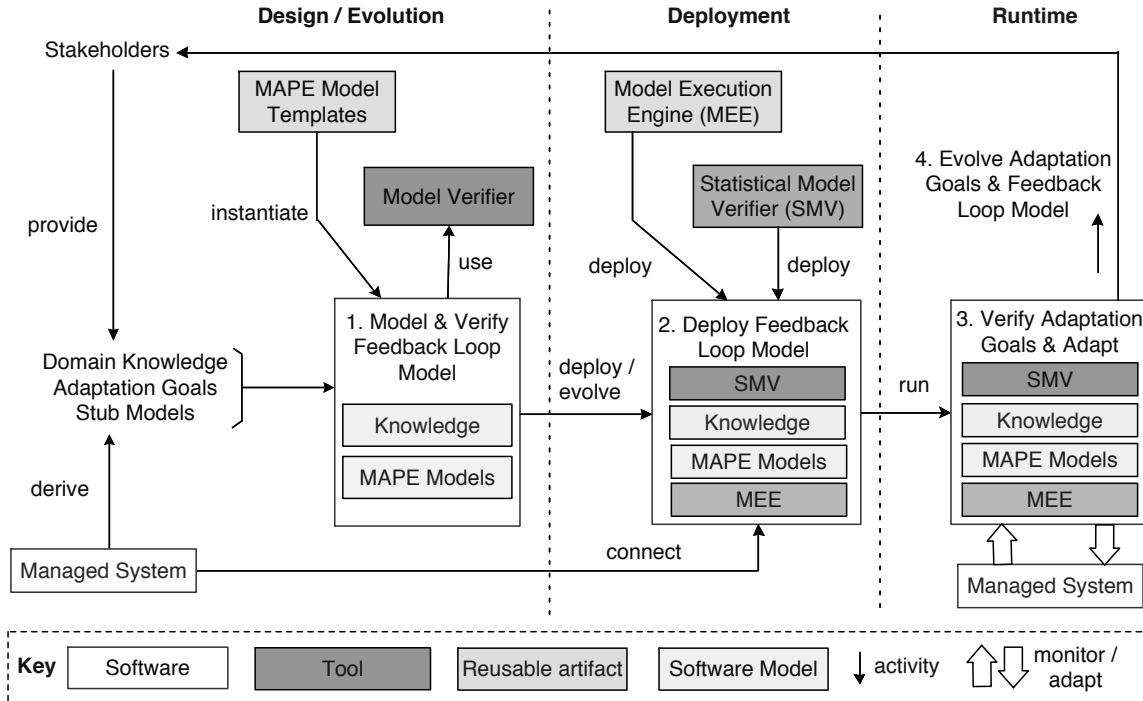 Design / Evolution
Deployment
Runtime
Stakeholders
MAPE Model
Templates
Model Execution
Engine (MEE)
Model Verifier
Statistical Model
Verifier (SMV)
4. Evolve Adaptation
Goals & Feedback
Loop Model
provide
instantiate
use
deploy
deploy
1. Model & Verify
Feedback Loop
Model
Knowledge
MAPE Models
2. Deploy Feedback
Loop Model
SMV
Knowledge
MAPE Models
MEE
3. Verify Adaptation
Goals & Adapt
SMV
Knowledge
MAPE Models
MEE
Domain Knowledge
Adaptation Goals
Stub Models
deploy /
evolve
run
derive
connect
Managed System
Managed System
Key
Software
Tool
Reusable artifact
Software Model
activity
monitor /
adapt